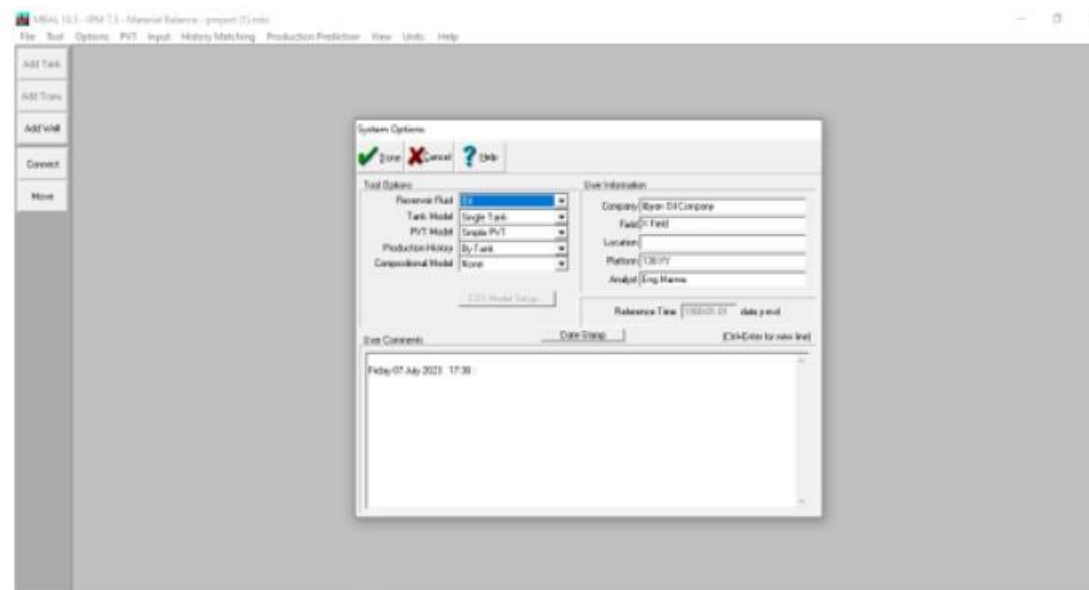 MBAL 10.5 - IPM 7.5 - Material Balance - project (1).mbi
File Tool Options PVT Input History Matching Production Prediction View Units Help
Add Tank
Add Trans
Add Well
Connect
Move
System Options
Done Cancel Help
Tool Options
Reservoir Fluid Oil
Tank Model Single Tank
PVT Model Simple PVT
Production History By Tank
Compositional Model None
User Information
Company Oil Company
Field X Field
Location
Platform
Analyst Eng.
Reference Time date y-m-d
User Comments
Date Stamp
(Ctrl+Enter for new line)
Friday 07 July 2023 17:38